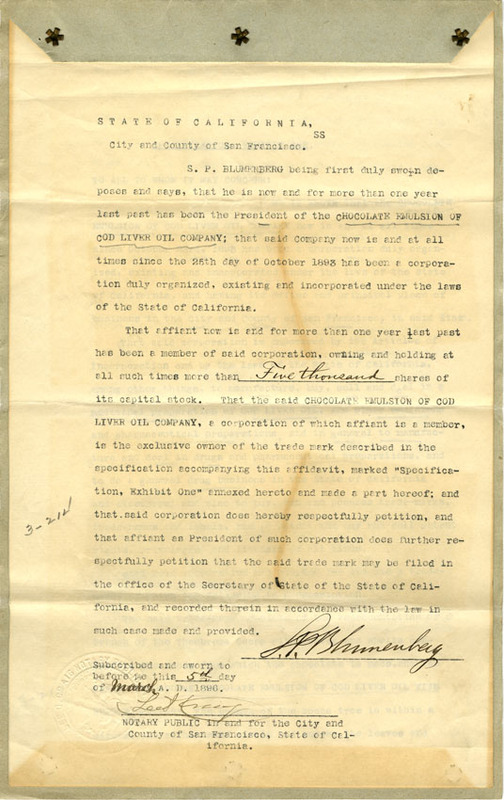 STATE OF CALIFORNIA,
SS
City and County of San Francisco.
S. P. BLUMENBERG being first duly sworn de-
poses and says, that he is now and for more than one year
last past has been the President of the CHOCOLATE EMULSION OF
COD LIVER OIL COMPANY; that said Company now is and at all
times since the 25th day of October 1893 has been a corpora-
tion duly organized, existing and incorporated under the laws
of the State of California.
That affiant now is and for more than one year last past
has been a member of said corporation, owning and holding at
all such times more than Five thousand shares of
its capital stock. That the said CHOCOLATE EMULSION OF COD
LIVER OIL COMPANY, a corporation of which affiant is a member,
is the exclusive owner of the trade mark described in the
specification accompanying this affidavit, marked "Specifica-
tion, Exhibit One" annexed hereto and made a part hereof; and
that said corporation does hereby respectfully petition, and
that affiant as President of such corporation does further re-
spectfully petition that the said trade mark may be filed in
the office of the Secretary of State of the State of Cali-
fornia, and recorded therein in accordance with the law in
such case made and provided.
S.P. Blumenberg
Subscribed and sworn to
before me this 5th day
of March A. D. 1896.
NOTARY PUBLIC in and for the City and
County of San Francisco, State of Cal-
ifornia.